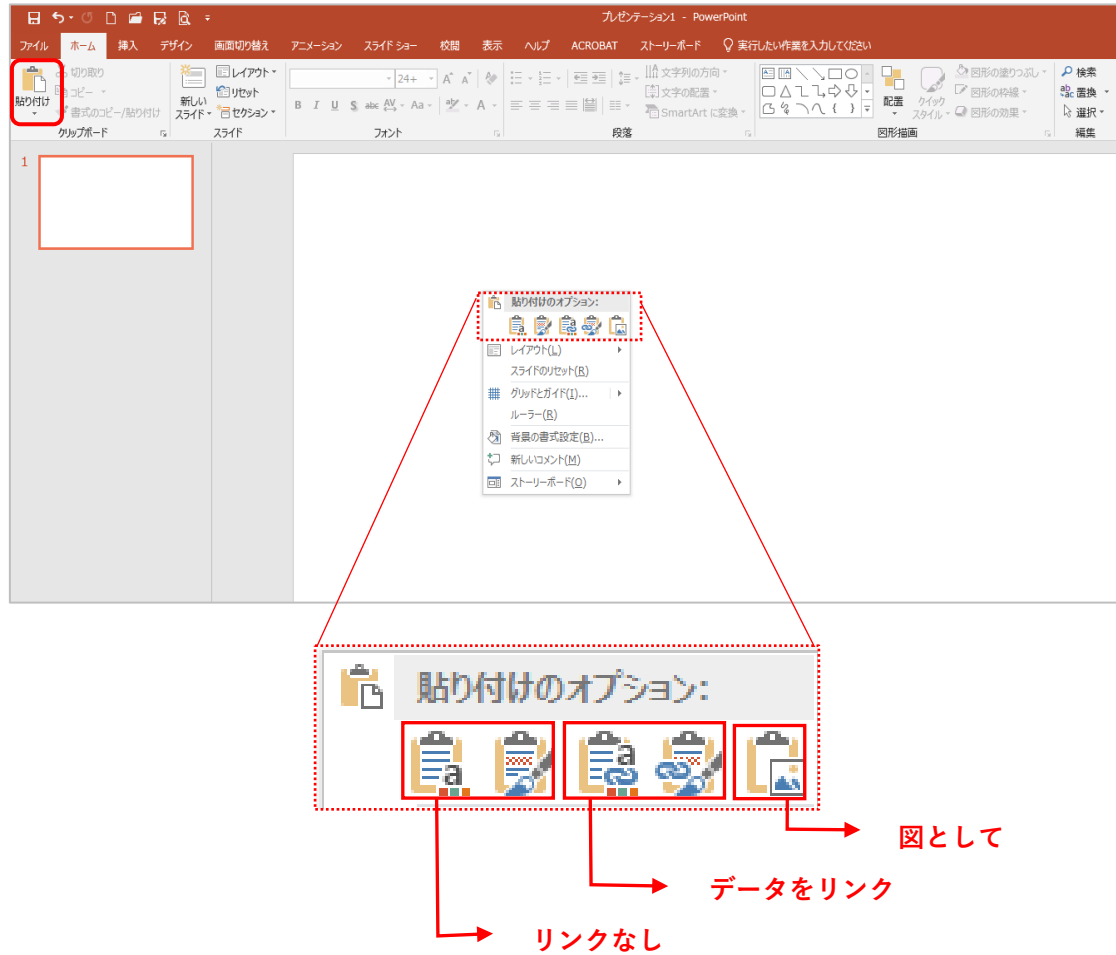 プレゼンテーション1 - PowerPoint
ファイル ホーム 挿入 デザイン 画面切り替え アニメーション スライド ショー 校閲 表示 ヘルプ ACROBAT ストーリーボード 実行したい作業を入力してください
貼り付け
切り取り
コピー
書式のコピー/貼り付け
クリップボード
新しい
スライド
レイアウト
リセット
セクション
スライド
24+
B I U S abc AV Aa A
フォント
文字列の方向
文字の配置
SmartArt に変換
段落
配置
クイック
スタイル
図形の塗りつぶし
図形の枠線
図形の効果
図形描画
検索
置換
選択
編集
1
貼り付けのオプション:
レイアウト(L)
スライドのリセット(R)
グリッドとガイド(I)...
ルーラー(R)
背景の書式設定(B)...
新しいコメント(M)
ストーリーボード(O)
貼り付けのオプション:
図として
データをリンク
リンクなし